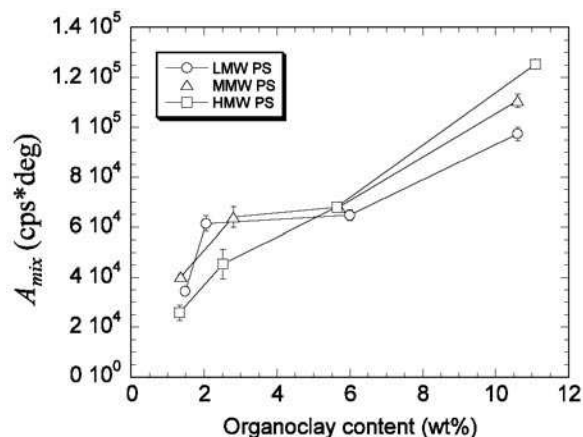 1.4 10⁵
1.2 10⁵
1 10⁵
8 10⁴
6 10⁴
4 10⁴
2 10⁴
0 10⁰
A_mix (cps*deg)
LMW PS
MMW PS
HMW PS
0 2 4 6 8 10 12
Organoclay content (wt%)